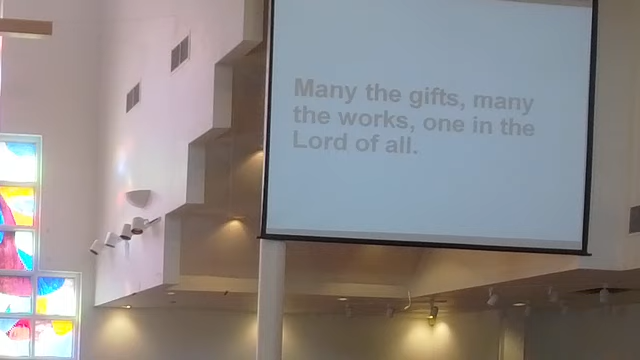 Many the gifts, many
the works, one in the
Lord of all.